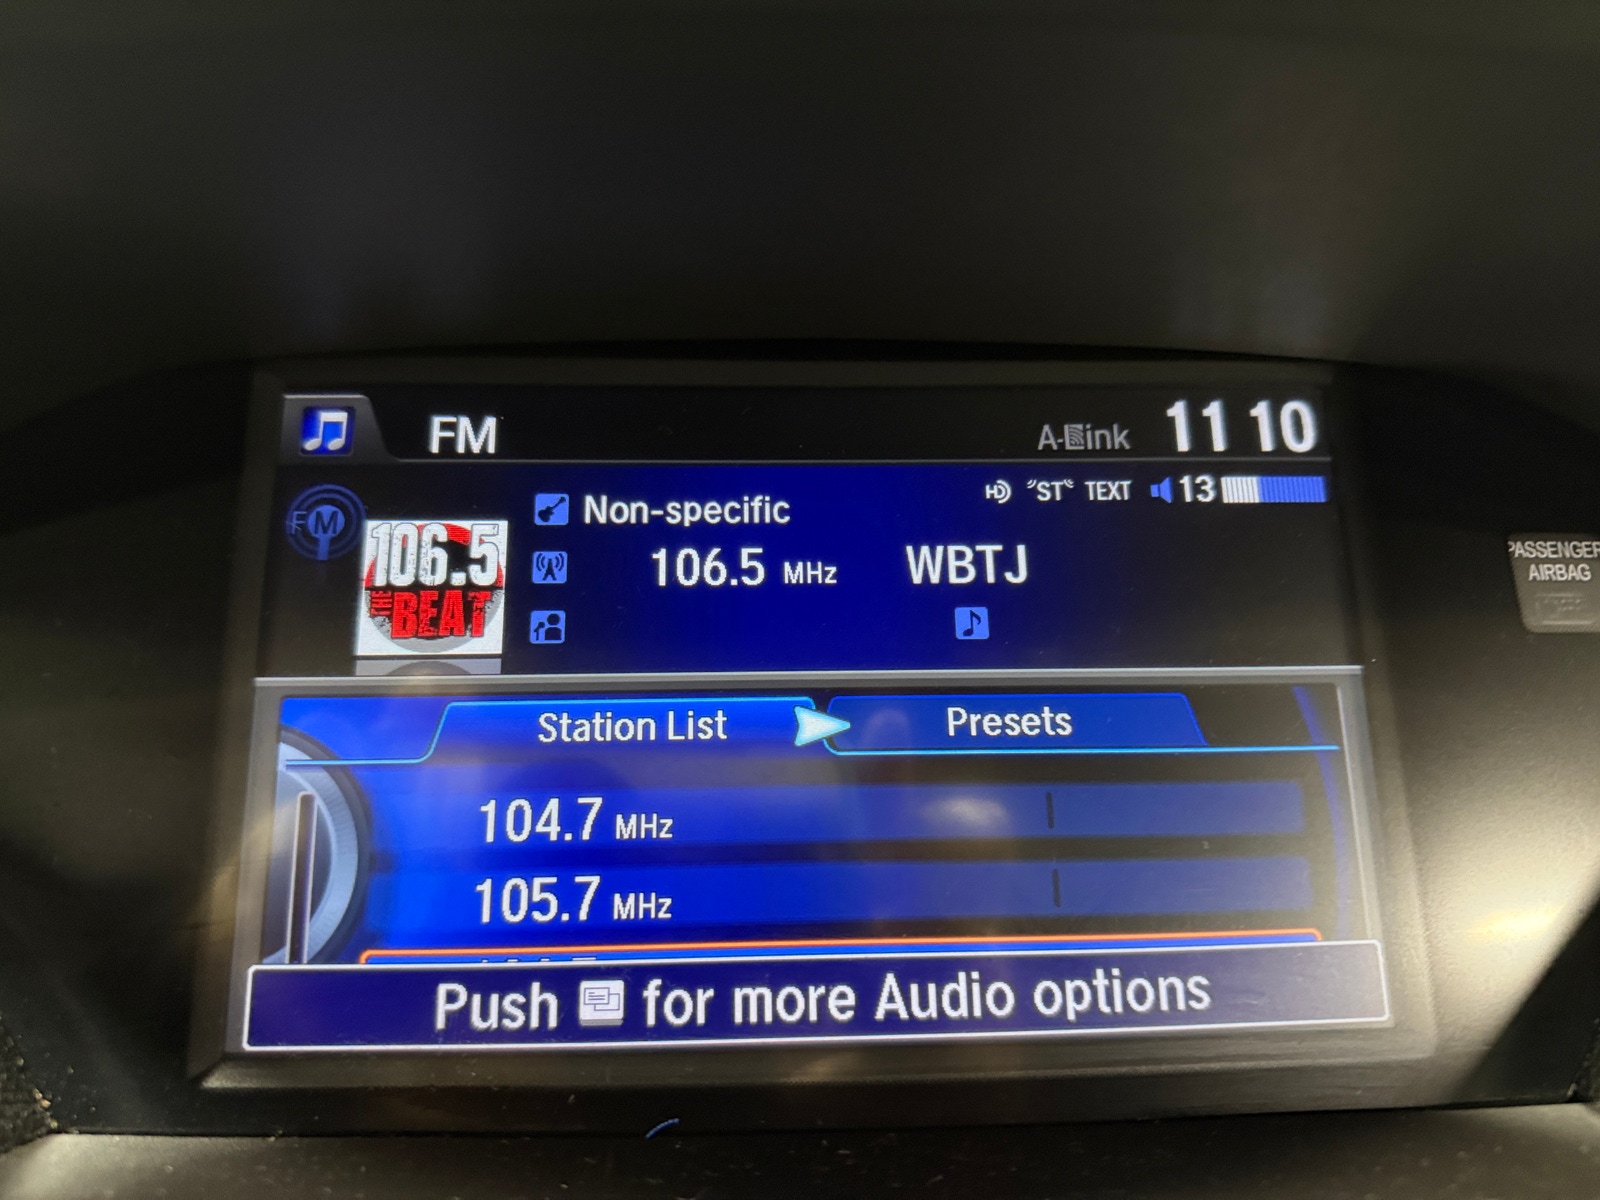 FM
A-Link
11 10
HD "ST" TEXT 13
FM
106.5
THE
BEAT
Non-specific
106.5 MHz WBTJ
Station List
Presets
104.7 MHz
105.7 MHz
Push for more Audio options
PASSENGER
AIRBAG